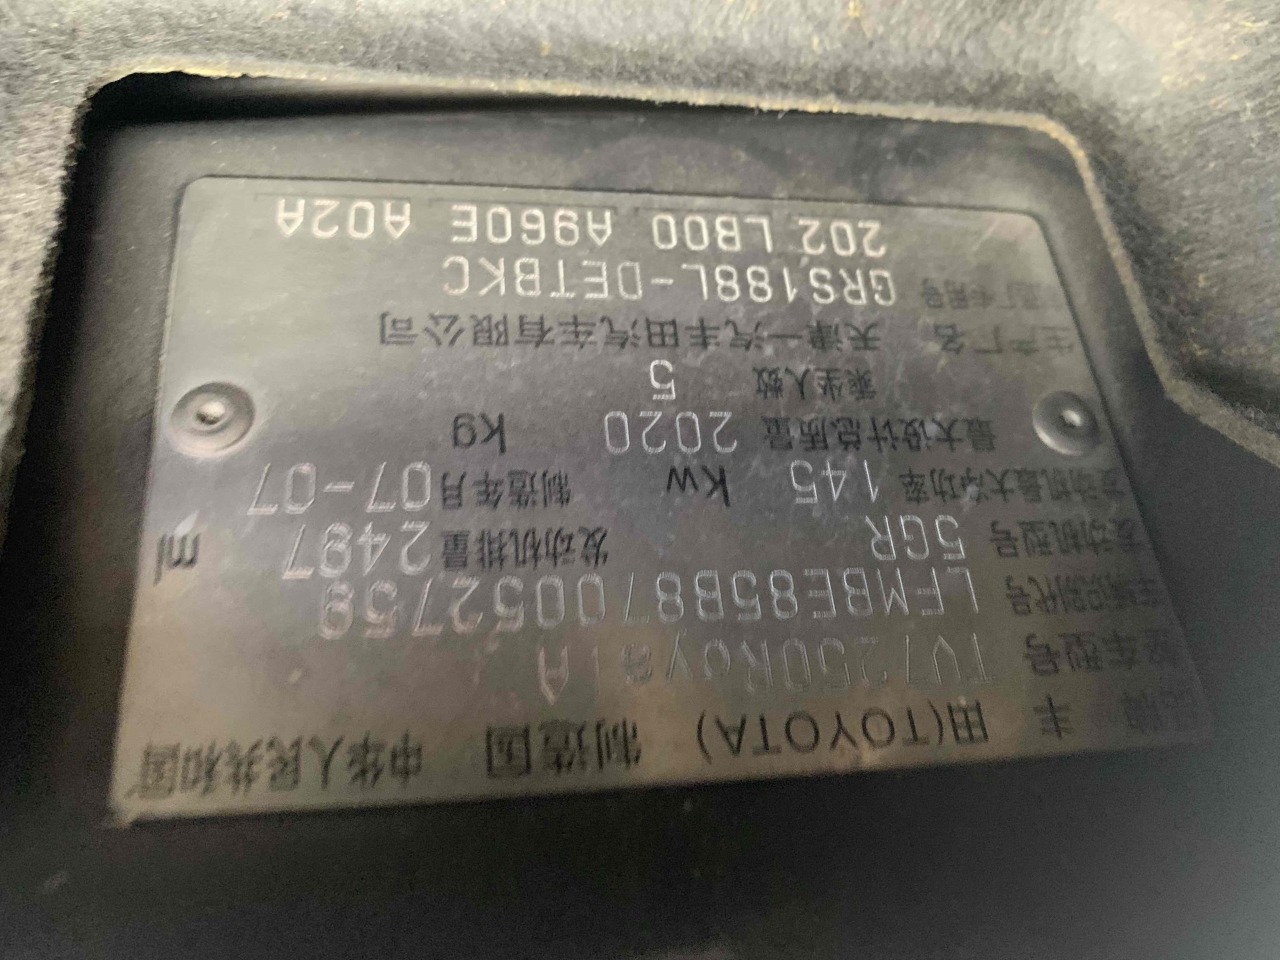 品牌 丰田(TOYOTA) 制造国 中华人民共和国
整车型号 TV7250Royal A
车辆识别代号 LFMBE85B870052759
发动机型号 5GR 发动机排量 2497 ml
发动机最大净功率 145 kw 制造年月 07-07
最大设计总质量 2020 kg
乘坐人数 5
生产厂名 天津一汽丰田汽车有限公司
专用号 GRS188L-DETBKC
202 LB00 A960E A02A